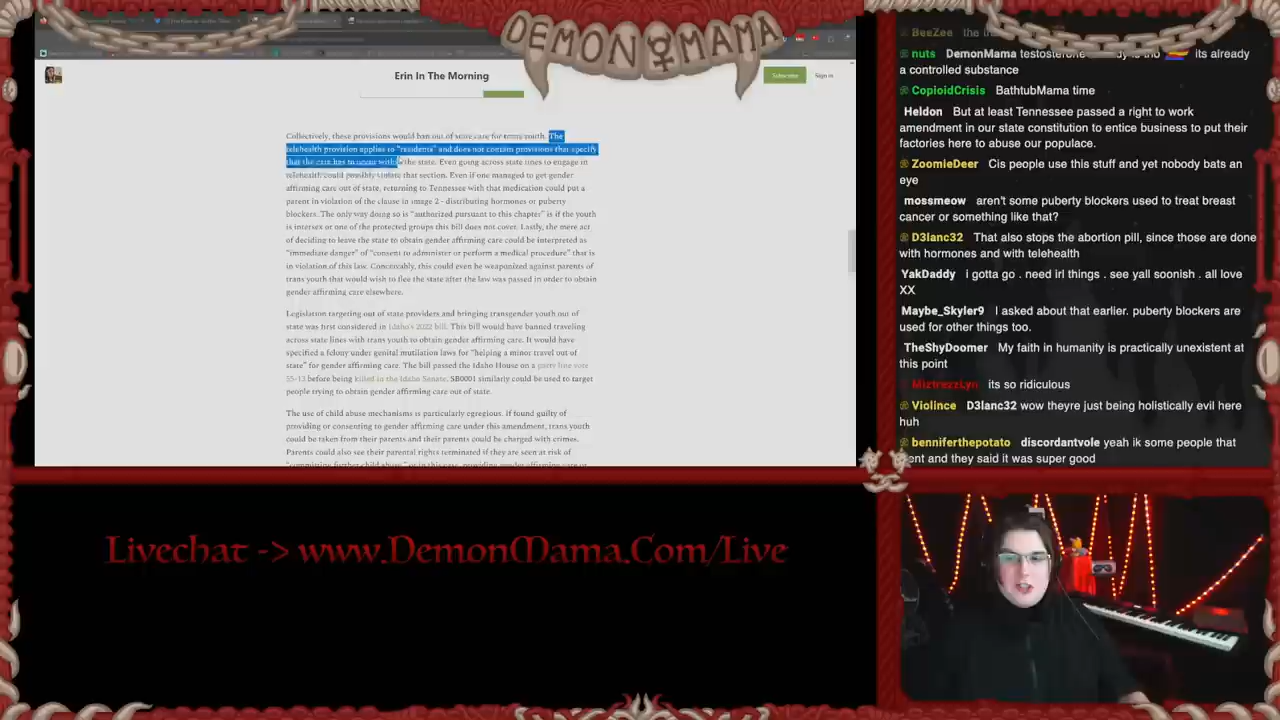 DEMON MAMA
Erin In The Morning
Subscribe
Sign in
Collectively, these provisions would ban out of state care for trans youth. The
telehealth provision applies to "residents" and does not contain provisions that specify
that the care has to occur within the state. Even going across state lines to engage in
telehealth could possibly violate that section. Even if one managed to get gender
affirming care out of state, returning to Tennessee with that medication could put a
parent in violation of the clause in image 2 - distributing hormones or puberty
blockers. The only way doing so is "authorized pursuant to this chapter" is if the youth
is intersex or one of the protected groups this bill does not cover. Lastly, the mere act
of deciding to leave the state to obtain gender affirming care could be interpreted as
"immediate danger" of "consent to administer or perform a medical procedure" that is
in violation of this law. Conceivably, this could even be weaponized against parents of
trans youth that would wish to flee the state after the law was passed in order to obtain
gender affirming care elsewhere.
Legislation targeting out of state providers and bringing transgender youth out of
state was first considered in Idaho's 2022 bill. This bill would have banned traveling
across state lines with trans youth to obtain gender affirming care. It would have
specified a felony under genital mutilation laws for "helping a minor travel out of
state" for gender affirming care. The bill passed the Idaho House on a party line vote
55-13 before being killed in the Idaho Senate. SB0001 similarly could be used to target
people trying to obtain gender affirming care out of state.
The use of child abuse mechanisms is particularly egregious. if found guilty of
providing or consenting to gender affirming care under this amendment, trans youth
could be taken from their parents and their parents could be charged with crimes.
Parents could also see their parental rights terminated if they are seen at risk of
"committing further child abuse," or in this case, providing gender affirming care or
BeeZee the
nuts DemonMama testosterone already is tho its already
a controlled substance
CopioidCrisis BathtubMama time
Heldon But at least Tennessee passed a right to work
amendment in our state constitution so we can beg businesses to put
factories here to abuse our populace.
ZoomieDeer Cis people use this stuff and yet nobody bats an
eye
mossmeow aren't some puberty blockers used to treat breast
cancer or something like that?
D3lanc32 That also stops the abortion pill, since those are done
with hormones and with telehealth
YakDaddy i gotta go . need irl things . see yall soonish . all love
XX
Maybe_Skyler9 I asked about that earlier. puberty blockers are
used for other things too.
TheShyDoomer My faith in humanity is practically unexistent at
this point
MiztrezzLyn its so ridiculous
Violince D3lanc32 wow theyre just being holistically evil here
huh
benniferthepotato discordantvole yeah ik some people that
ent and they said it was super good
Livechat -> www.DemonMama.Com/Live